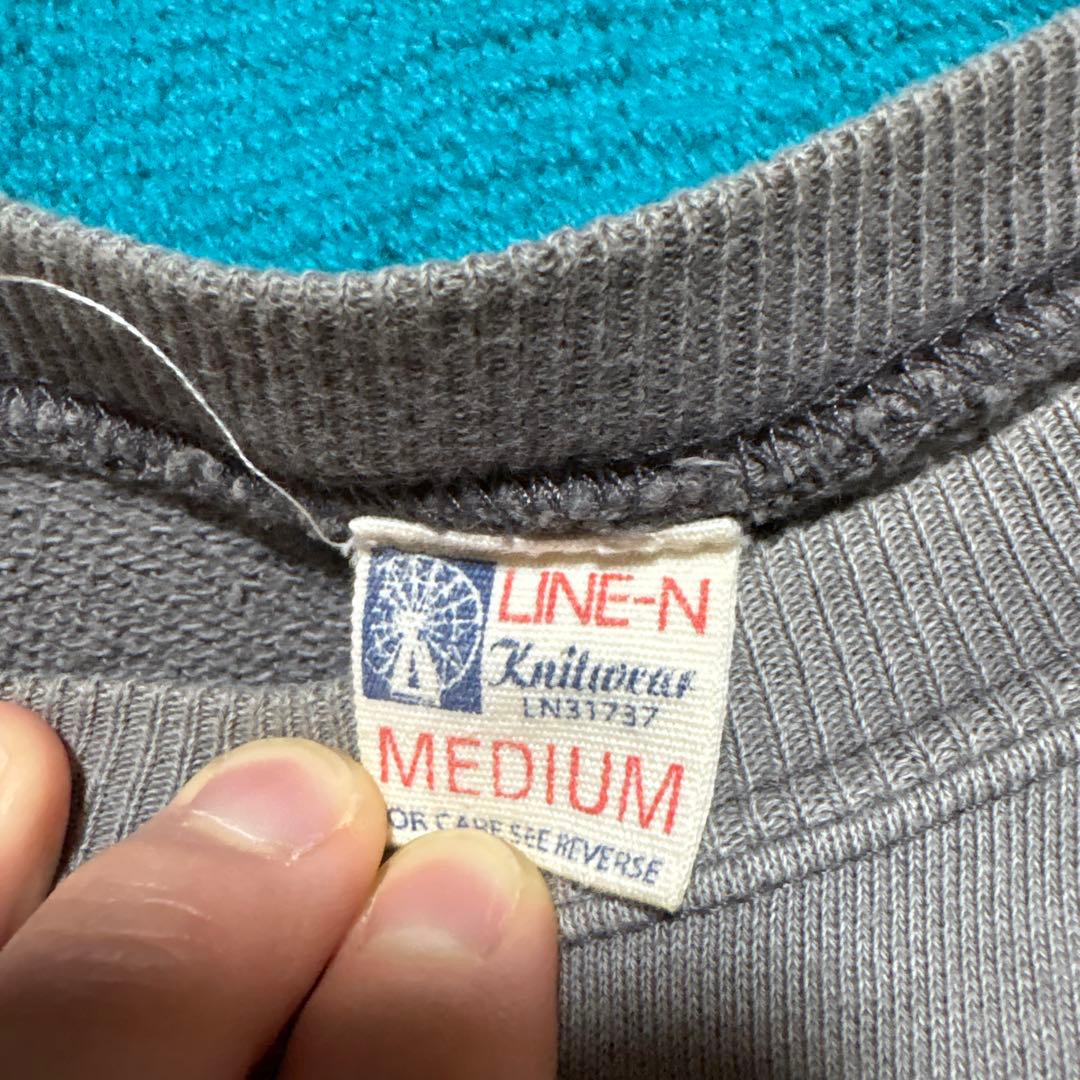 LINE-N
Knitwear
LN31737
MEDIUM
OR CARE SEE REVERSE